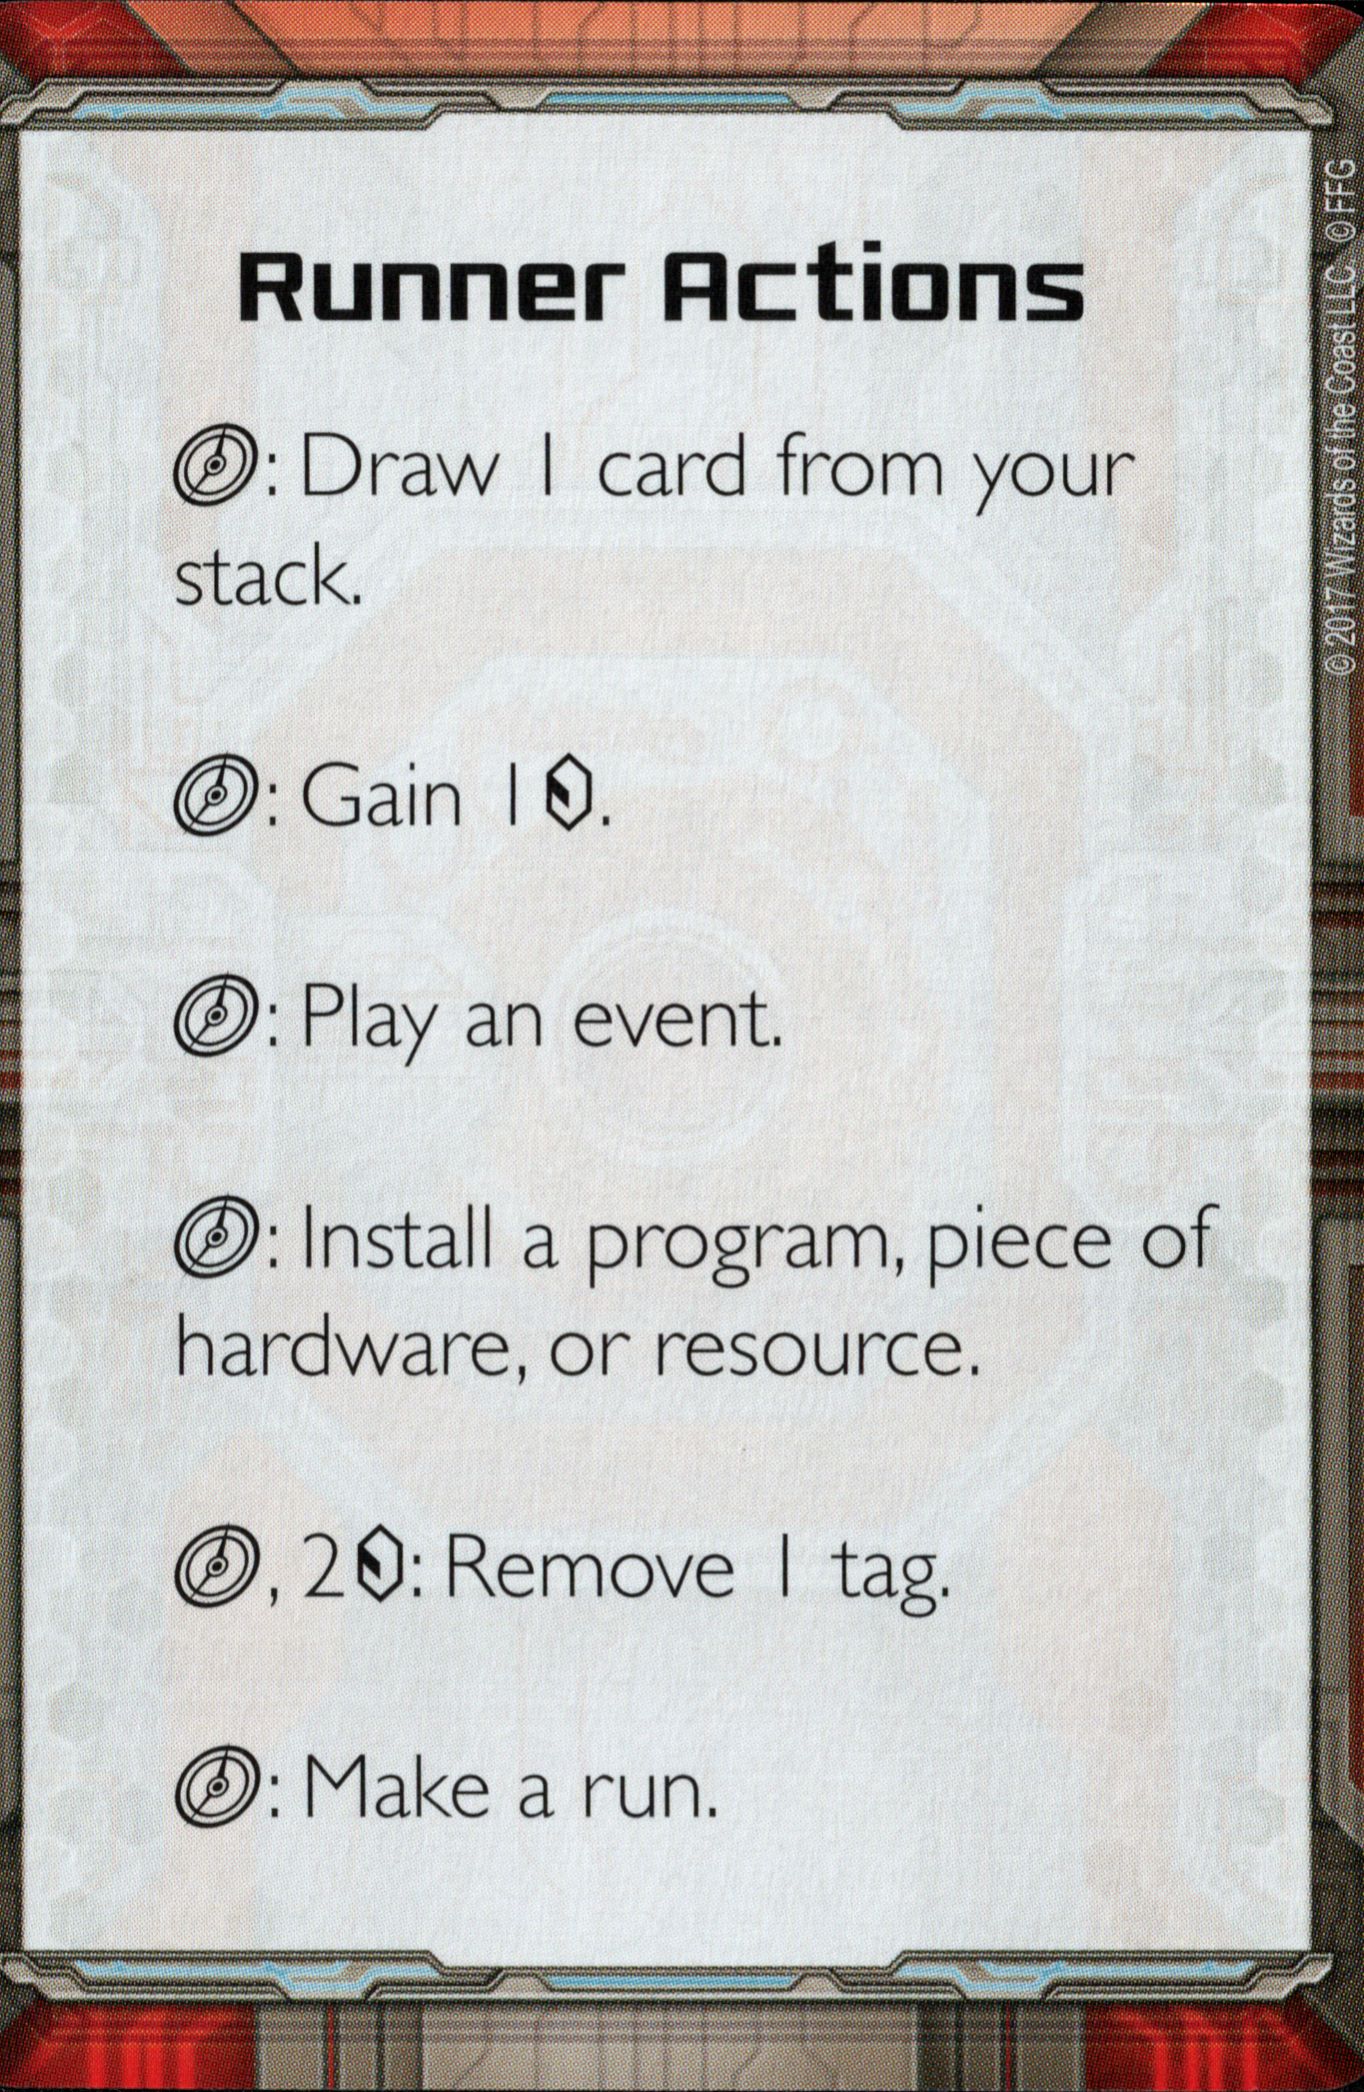 Runner Actions
: Draw 1 card from your
stack.
: Gain 1.
: Play an event.
: Install a program, piece of
hardware, or resource.
, 2: Remove 1 tag.
: Make a run.
© 2017 Wizards of the Coast LLC. © FFG